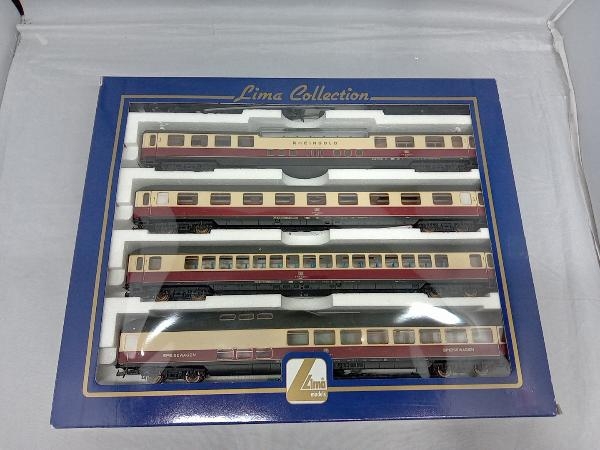 Lima Collection
RHEINGOLD
SPEISEWAGEN
SPEISEWAGEN
Lima
models